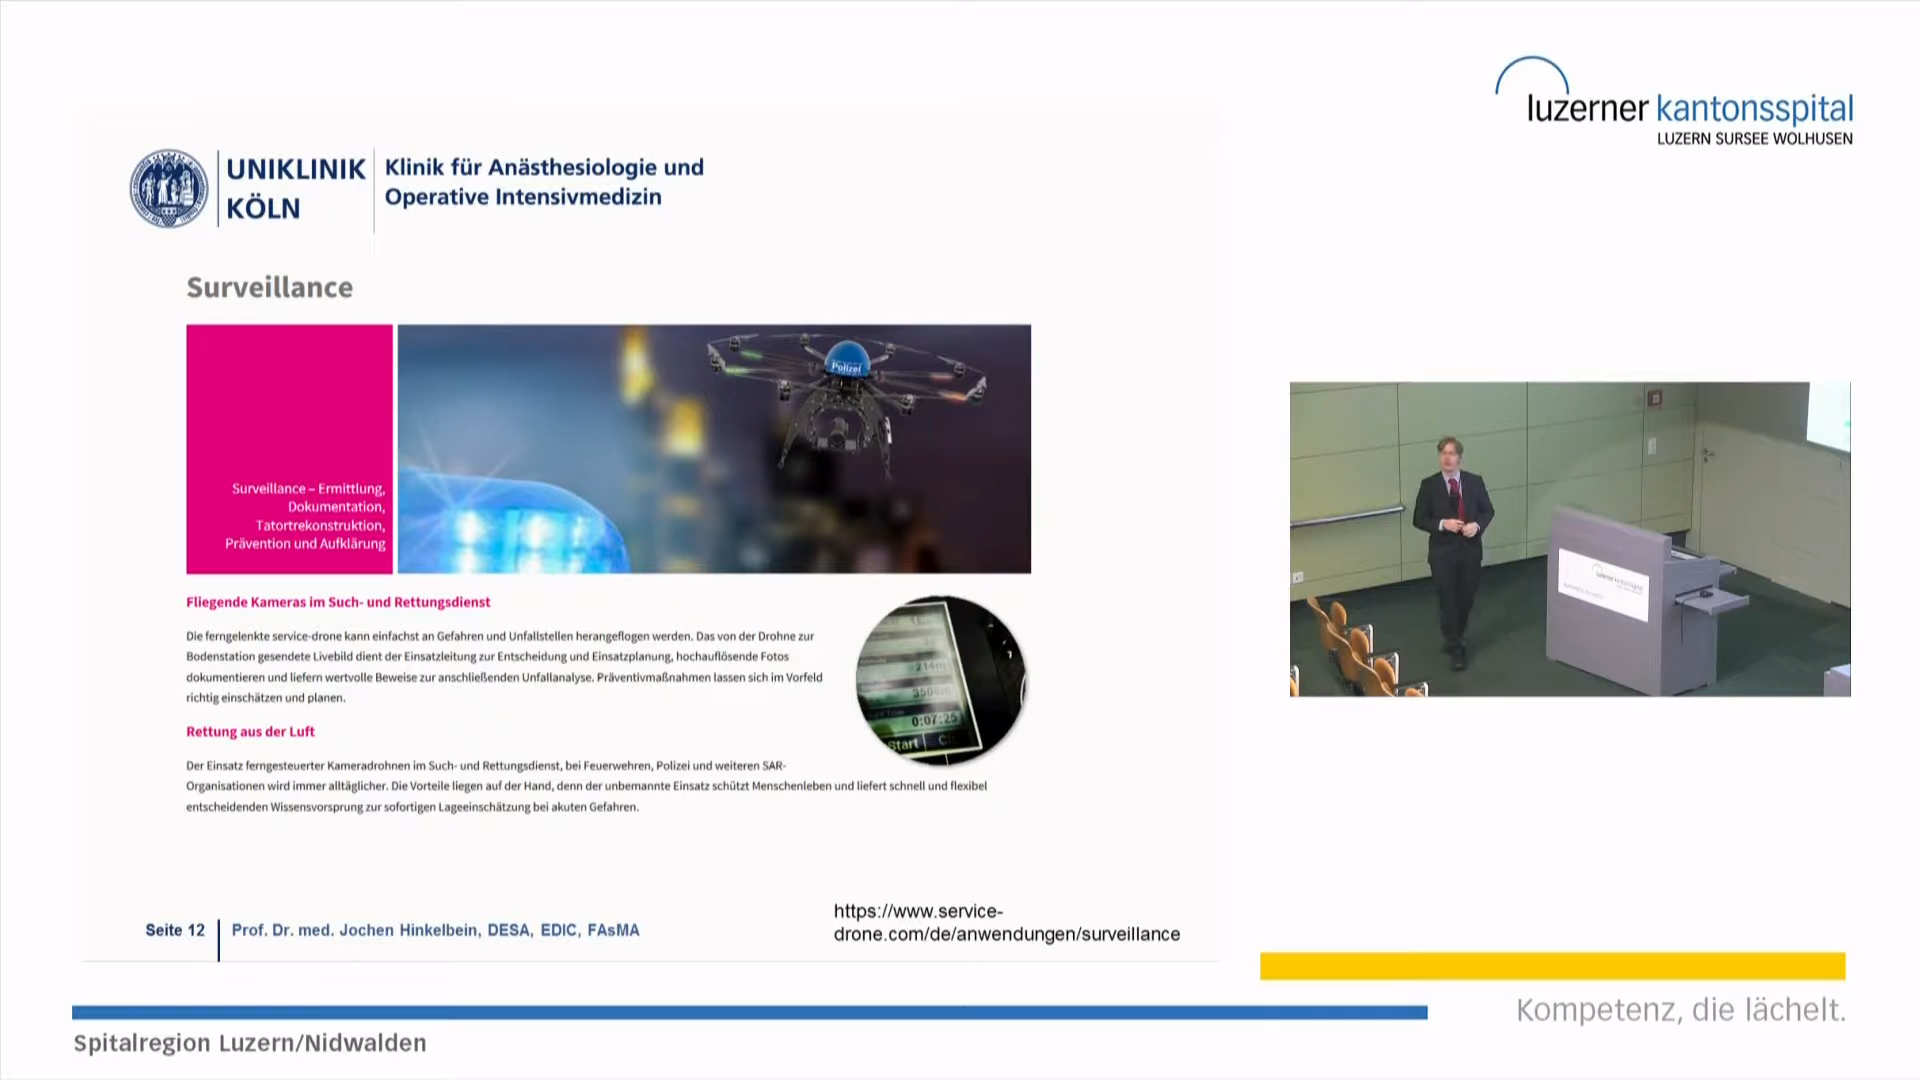 luzerner kantonsspital
LUZERN SURSEE WOLHUSEN
UNIKLINIK
KÖLN
Klinik für Anästhesiologie und
Operative Intensivmedizin
Surveillance
Polizei
Surveillance – Ermittlung,
Dokumentation,
Tatortrekonstruktion,
Prävention und Aufklärung
Fliegende Kameras im Such- und Rettungsdienst
Die ferngelenkte service-drone kann einfachst an Gefahren und Unfallstellen herangeflogen werden. Das von der Drohne zur
Bodenstation gesendete Livebild dient der Einsatzleitung zur Entscheidung und Einsatzplanung, hochauflösende Fotos
dokumentieren und liefern wertvolle Beweise zur anschließenden Unfallanalyse. Präventivmaßnahmen lassen sich im Vorfeld
richtig einschätzen und planen.
214m
0:07:25
Start
Rettung aus der Luft
Der Einsatz ferngesteuerter Kameradrohnen im Such- und Rettungsdienst, bei Feuerwehren, Polizei und weiteren SAR-
Organisationen wird immer alltäglicher. Die Vorteile liegen auf der Hand, denn der unbemannte Einsatz schützt Menschenleben und liefert schnell und flexibel
entscheidenden Wissensvorsprung zur sofortigen Lageeinschätzung bei akuten Gefahren.
Seite 12
Prof. Dr. med. Jochen Hinkelbein, DESA, EDIC, FAsMA
https://www.service-
drone.com/de/anwendungen/surveillance
Kompetenz, die lächelt.
Spitalregion Luzern/Nidwalden